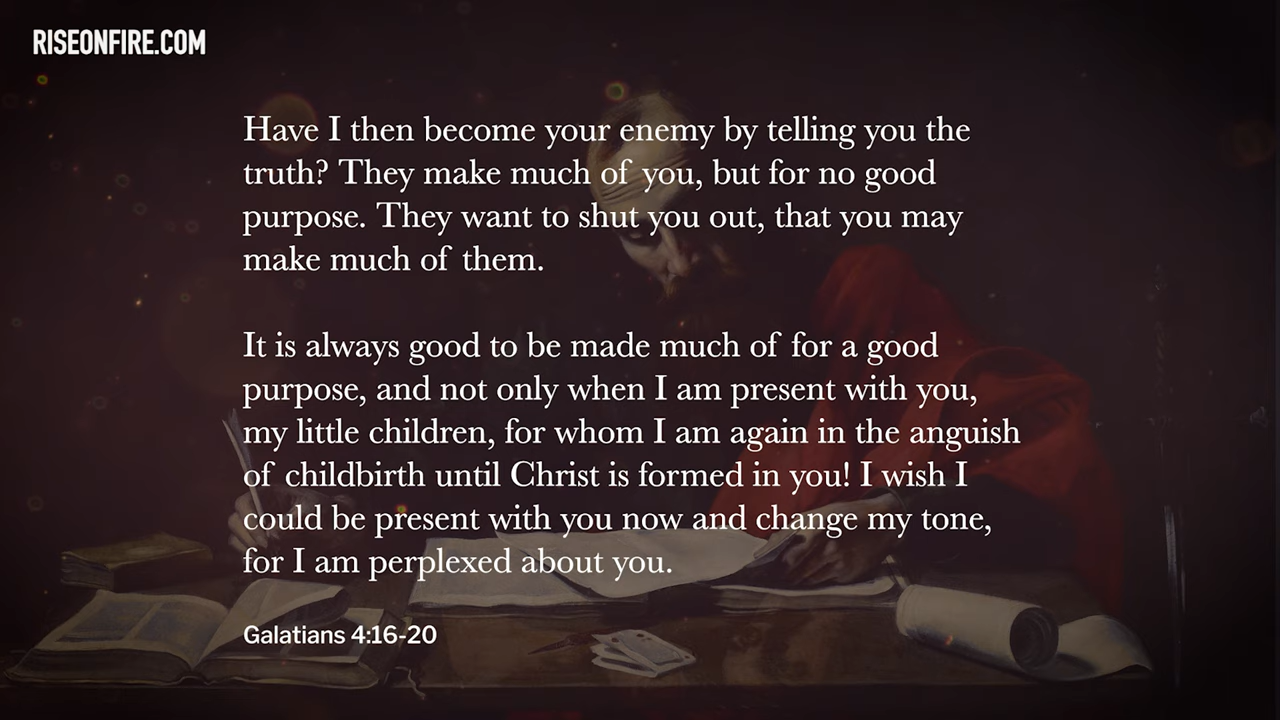 RISEONFIRE.COM
Have I then become your enemy by telling you the
truth? They make much of you, but for no good
purpose. They want to shut you out, that you may
make much of them.
It is always good to be made much of for a good
purpose, and not only when I am present with you,
my little children, for whom I am again in the anguish
of childbirth until Christ is formed in you! I wish I
could be present with you now and change my tone,
for I am perplexed about you.
Galatians 4:16-20